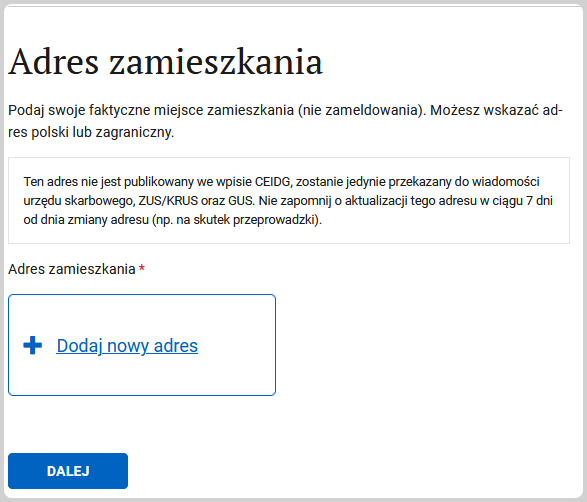 Adres zamieszkania
Podaj swoje faktyczne miejsce zamieszkania (nie zameldowania). Możesz wskazać ad-
res polski lub zagraniczny.
Ten adres nie jest publikowany we wpisie CEIDG, zostanie jedynie przekazany do wiadomości
urzędu skarbowego, ZUS/KRUS oraz GUS. Nie zapomnij o aktualizacji tego adresu w ciągu 7 dni
od dnia zmiany adresu (np. na skutek przeprowadzki).
Adres zamieszkania *
Dodaj nowy adres
DALEJ